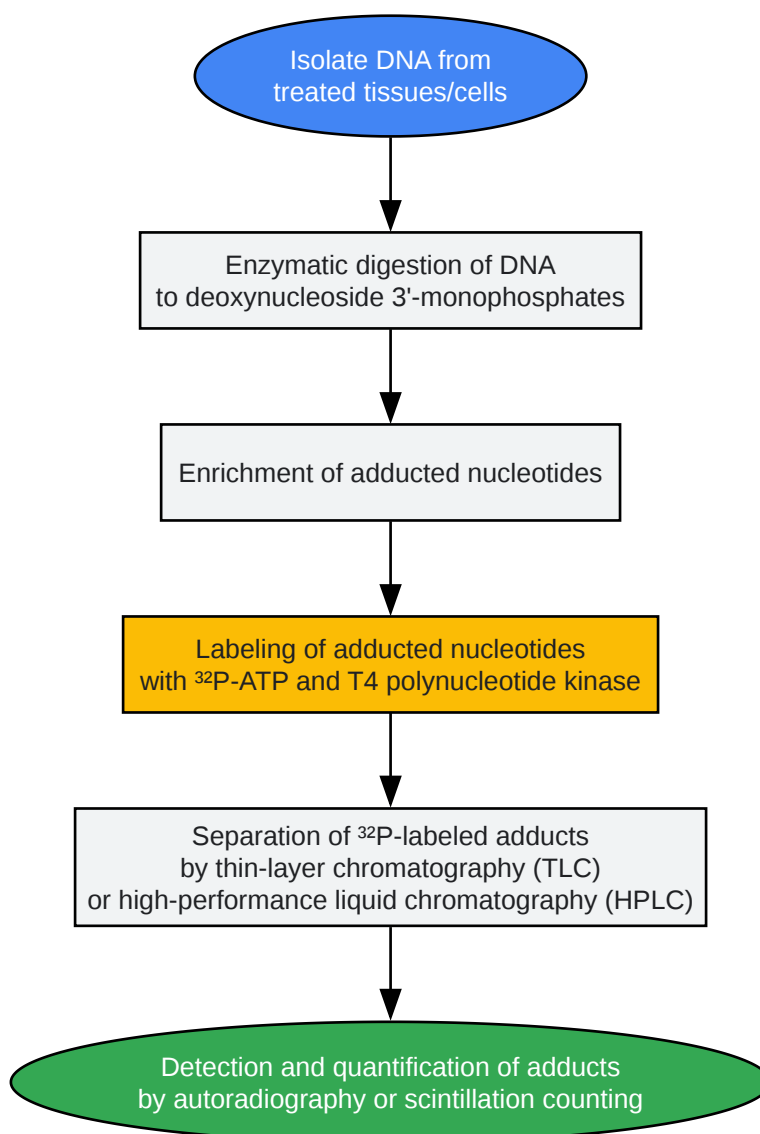 Isolate DNA from
treated tissues/cells
Enzymatic digestion of DNA
to deoxynucleoside 3'-monophosphates
Enrichment of adducted nucleotides
Labeling of adducted nucleotides
with ³²P-ATP and T4 polynucleotide kinase
Separation of ³²P-labeled adducts
by thin-layer chromatography (TLC)
or high-performance liquid chromatography (HPLC)
Detection and quantification of adducts
by autoradiography or scintillation counting